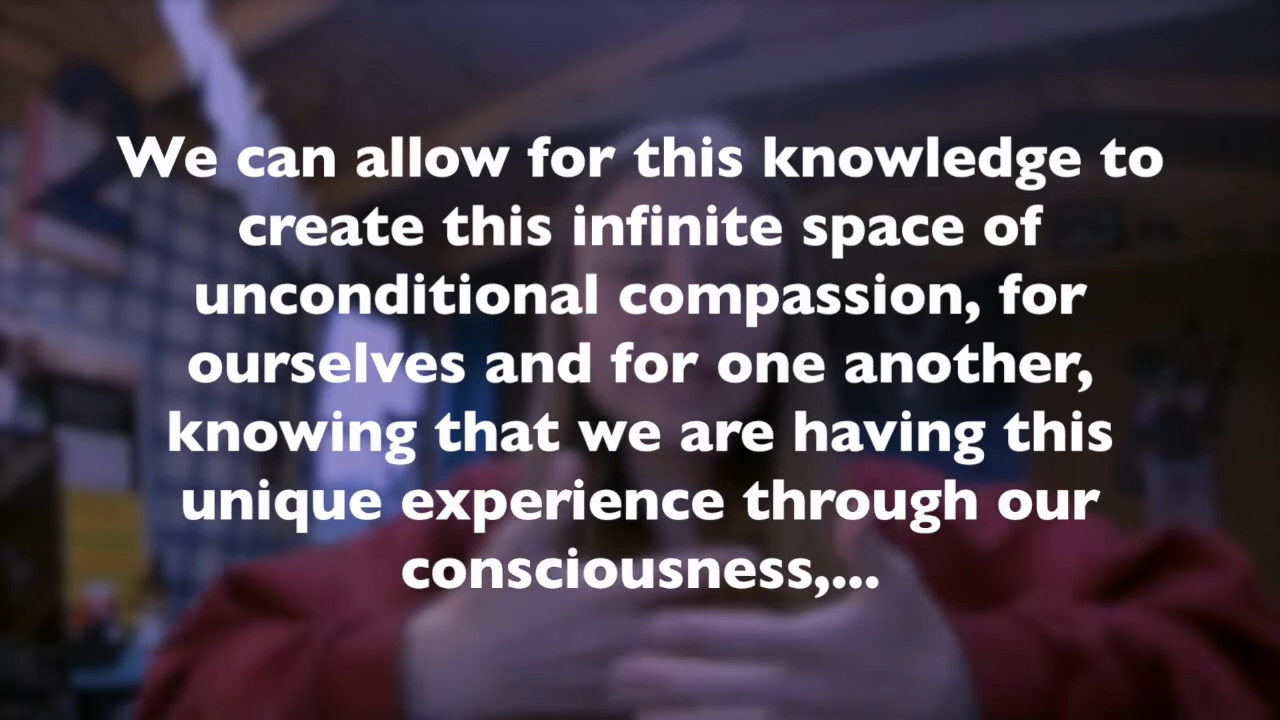 We can allow for this knowledge to
create this infinite space of
unconditional compassion, for
ourselves and for one another,
knowing that we are having this
unique experience through our
consciousness,...